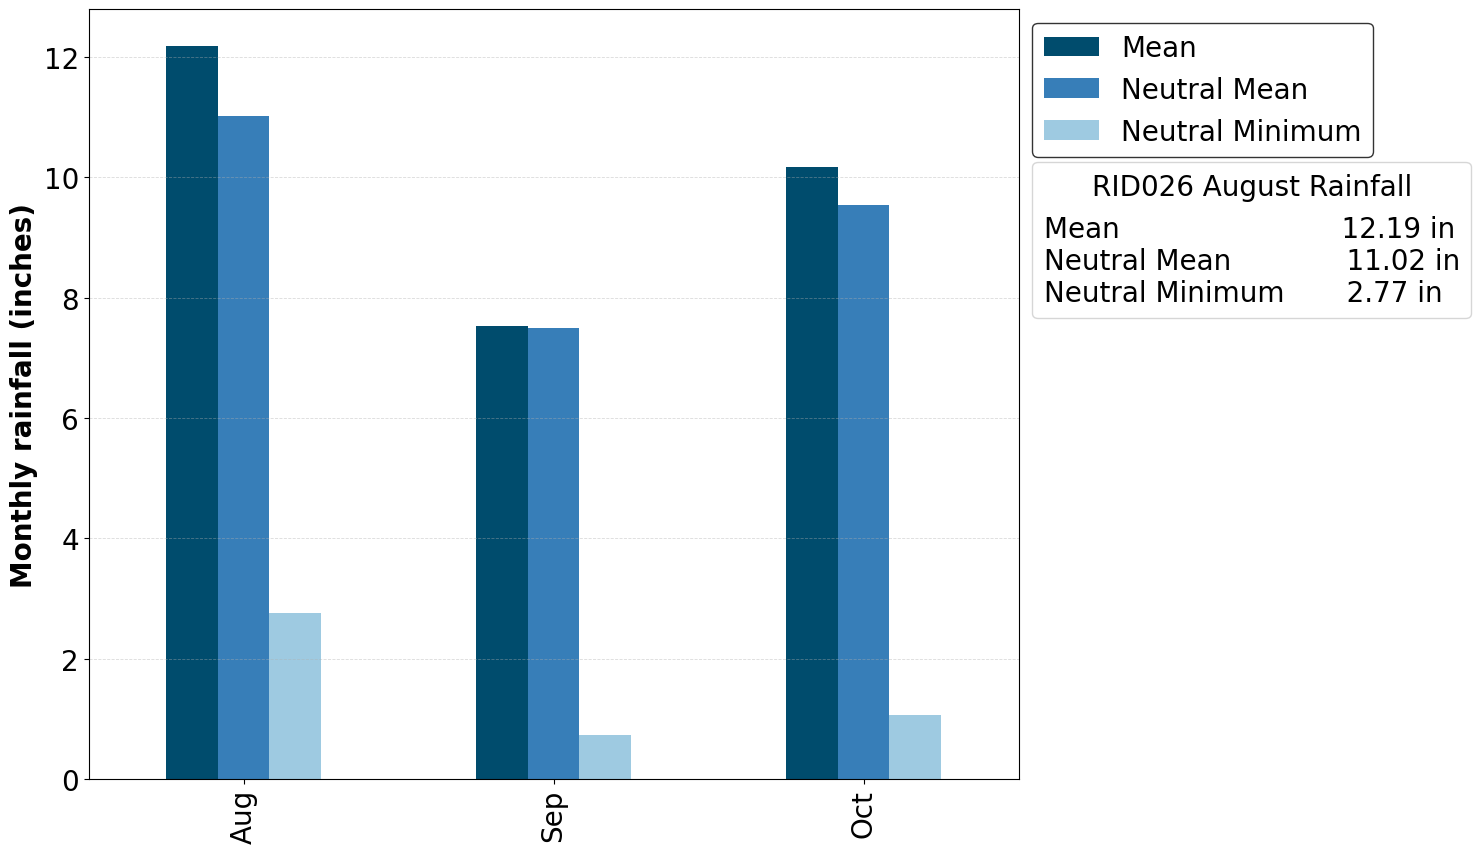 Monthly rainfall (inches)
12
10
8
6
4
2
0
Aug
Sep
Oct
Mean
Neutral Mean
Neutral Minimum
RID026 August Rainfall
Mean 12.19 in
Neutral Mean 11.02 in
Neutral Minimum 2.77 in